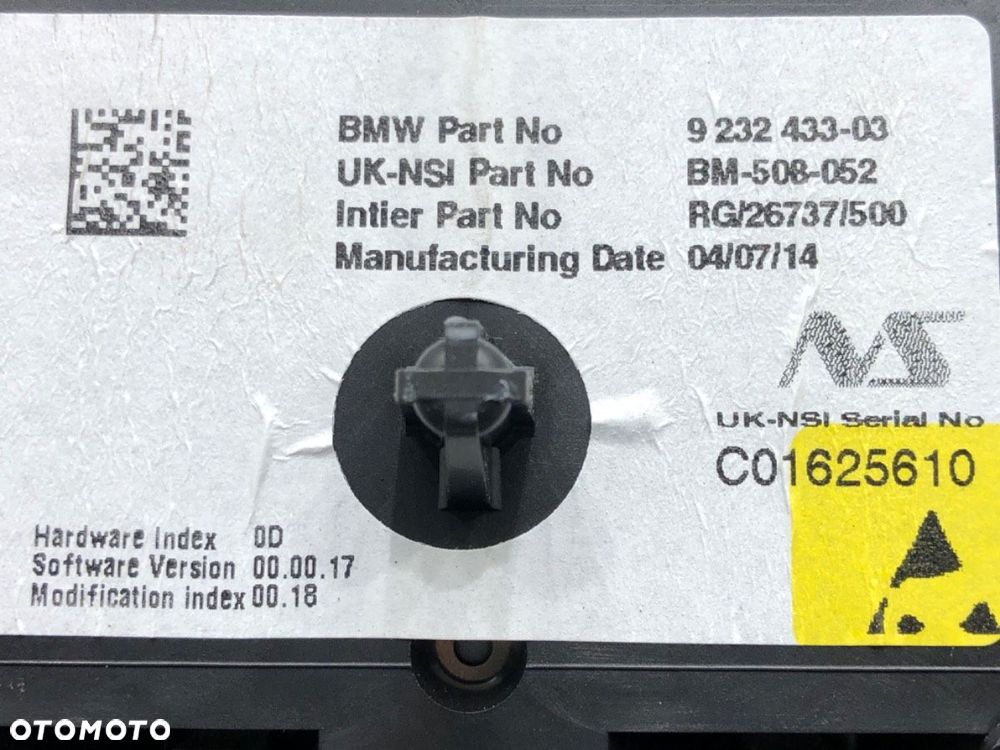 BMW Part No 9 232 433-03
UK-NSI Part No BM-508-052
Intier Part No RG/26737/500
Manufacturing Date 04/07/14
NS
UK-NSI Serial No
C01625610
Hardware Index 0D
Software Version 00.00.17
Modification index 00.18
OTOMOTO